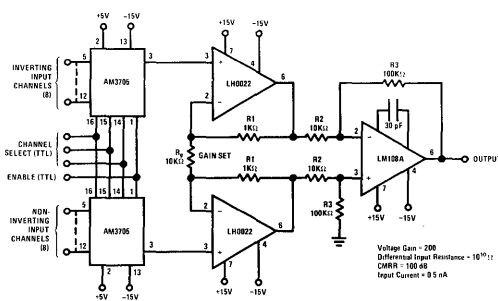 +5V
-15V
2
13
INVERTING
INPUT
CHANNELS
(8)
5
12
AM3705
3
16
15
14
1
+15V
7
-15V
4
3
+
LH0022
6
2
−
R3
100KΩ
30 pF
R1
1KΩ
R2
10KΩ
2
−
CHANNEL
SELECT (TTL)
ENABLE (TTL)
Rg
10KΩ
GAIN SET
LM108A
6
OUTPUT
R1
1KΩ
R2
10KΩ
3
+
7
4
+15V
-15V
R3
100KΩ
16
15
14
1
NON-
INVERTING
INPUT
CHANNELS
(8)
5
12
AM3705
3
2
13
+5V
-15V
2
−
LH0022
6
3
+
7
4
+15V
-15V
Voltage Gain = 200
Differential Input Resistance = 10¹⁰ Ω
CMRR = 100 dB
Input Current = 0.5 nA